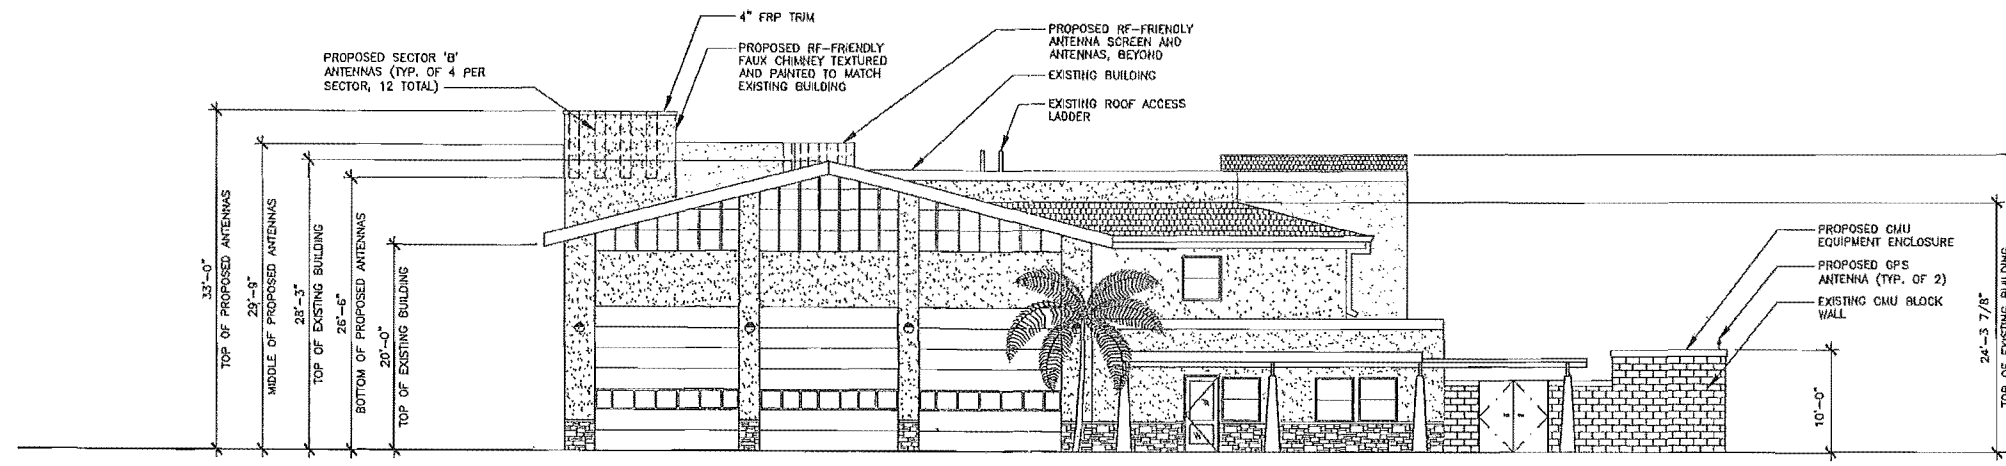 4" FRP TRIM
PROPOSED SECTOR 'B'
ANTENNAS (TYP. OF 4 PER
SECTOR, 12 TOTAL)
PROPOSED RF-FRIENDLY
FAUX CHIMNEY TEXTURED
AND PAINTED TO MATCH
EXISTING BUILDING
PROPOSED RF-FRIENDLY
ANTENNA SCREEN AND
ANTENNAS, BEYOND
EXISTING BUILDING
EXISTING ROOF ACCESS
LADDER
33'-0"
TOP OF PROPOSED ANTENNAS
29'-9"
MIDDLE OF PROPOSED ANTENNAS
28'-3"
TOP OF EXISTING BUILDING
26'-6"
BOTTOM OF PROPOSED ANTENNAS
20'-0"
TOP OF EXISTING BUILDING
PROPOSED CMU
EQUIPMENT ENCLOSURE
PROPOSED GPS
ANTENNA (TYP. OF 2)
EXISTING CMU BLOCK
WALL
10'-0"
24'-3 7/8"
TOP OF EXISTING BUILDING